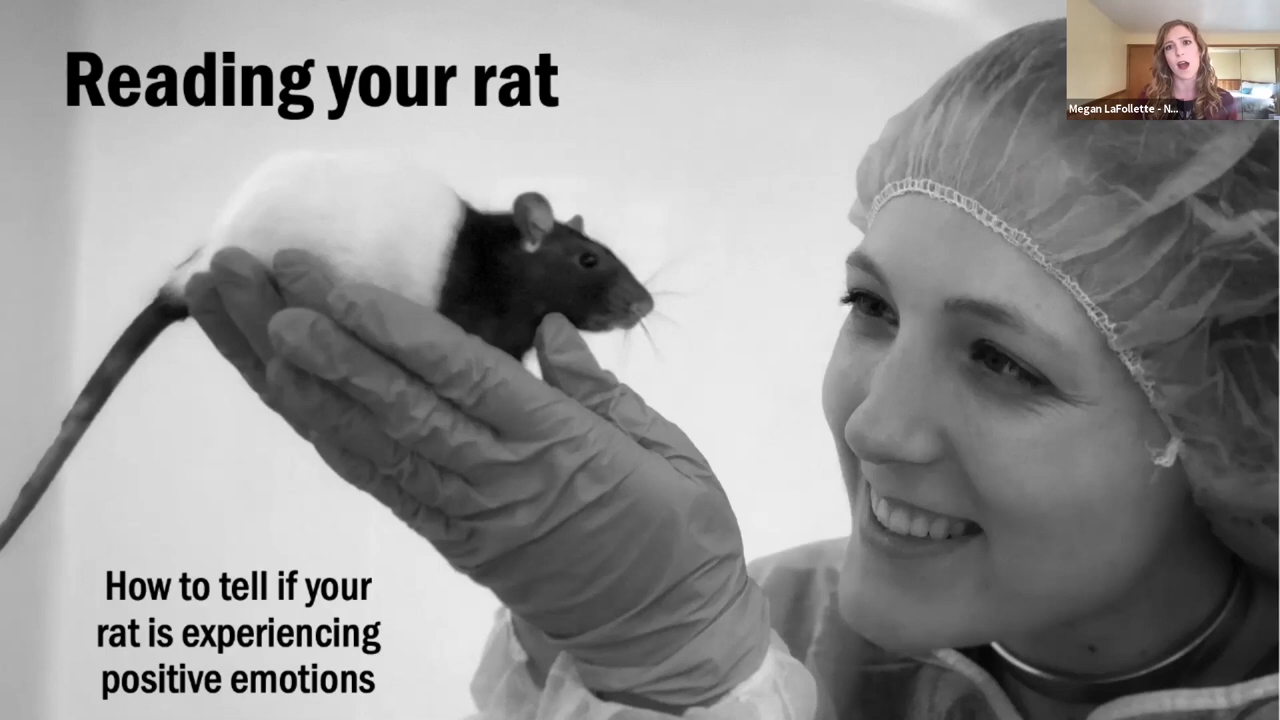 Reading your rat
Megan LaFollette - N...
How to tell if your
rat is experiencing
positive emotions